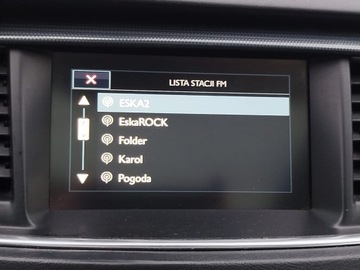 LISTA STACJI FM
ESKA2
EskaROCK
Folder
Karol
Pogoda